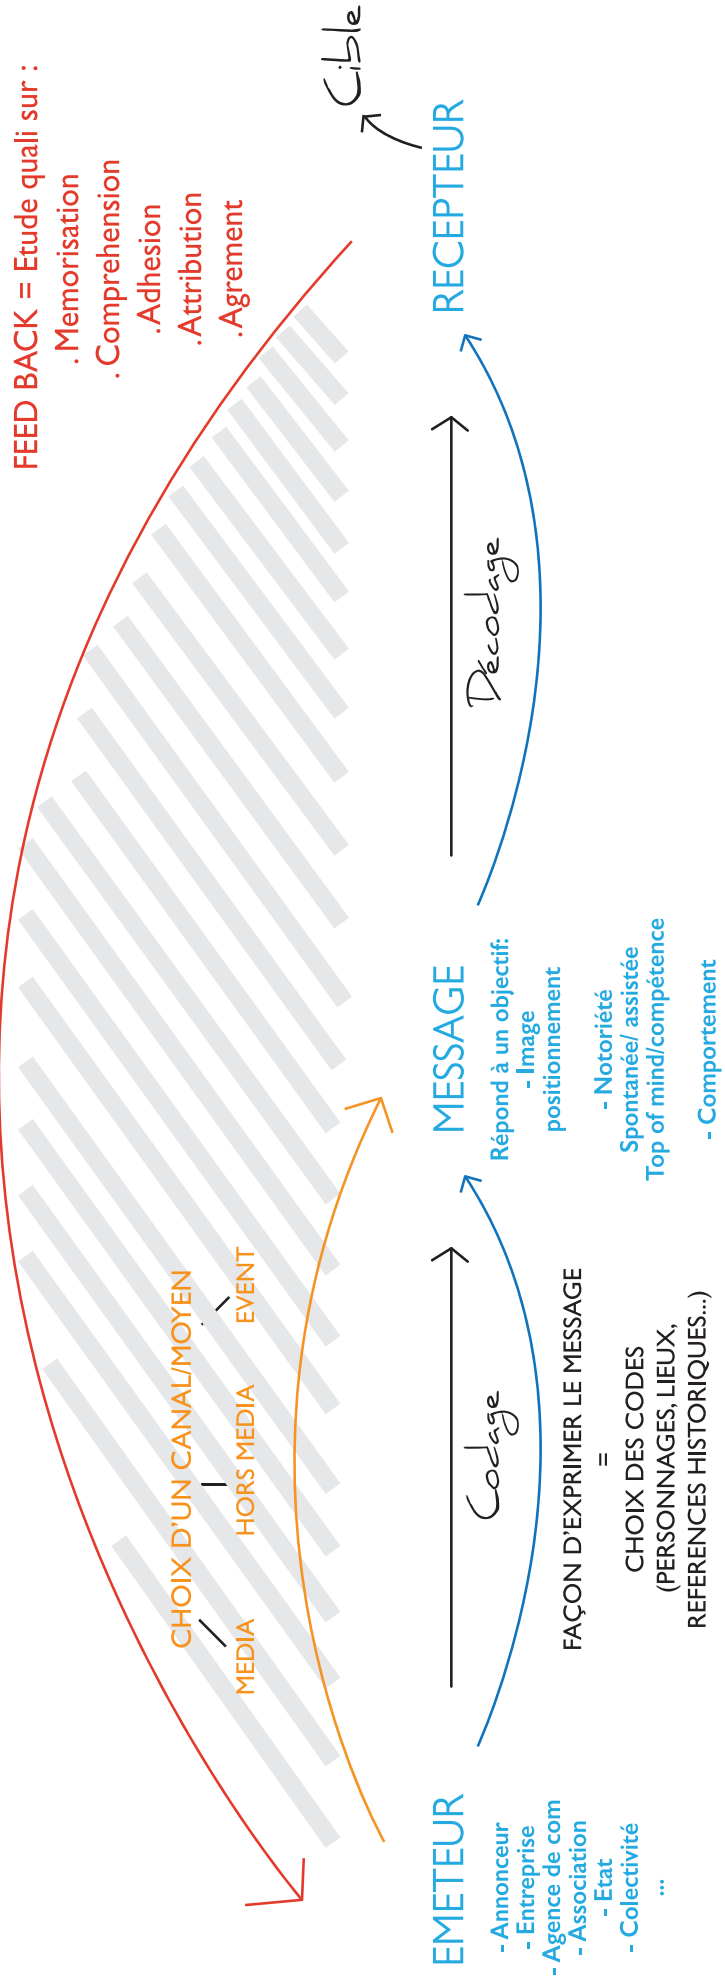 FEED BACK = Etude quali sur :
. Memorisation
. Comprehension
. Adhesion
. Attribution
. Agrement
CHOIX D'UN CANAL/MOYEN
MEDIA
HORS MEDIA
EVENT
Cible
EMETEUR
- Annonceur
- Entreprise
- Agence de com
- Association
- Etat
- Colectivité
...
Codage
FAÇON D'EXPRIMER LE MESSAGE
=
CHOIX DES CODES
(PERSONNAGES, LIEUX,
REFERENCES HISTORIQUES...)
MESSAGE
Répond à un objectif:
- Image
positionnement
- Notoriété
Spontanée/ assistée
Top of mind/compétence
- Comportement
Décodage
RECEPTEUR